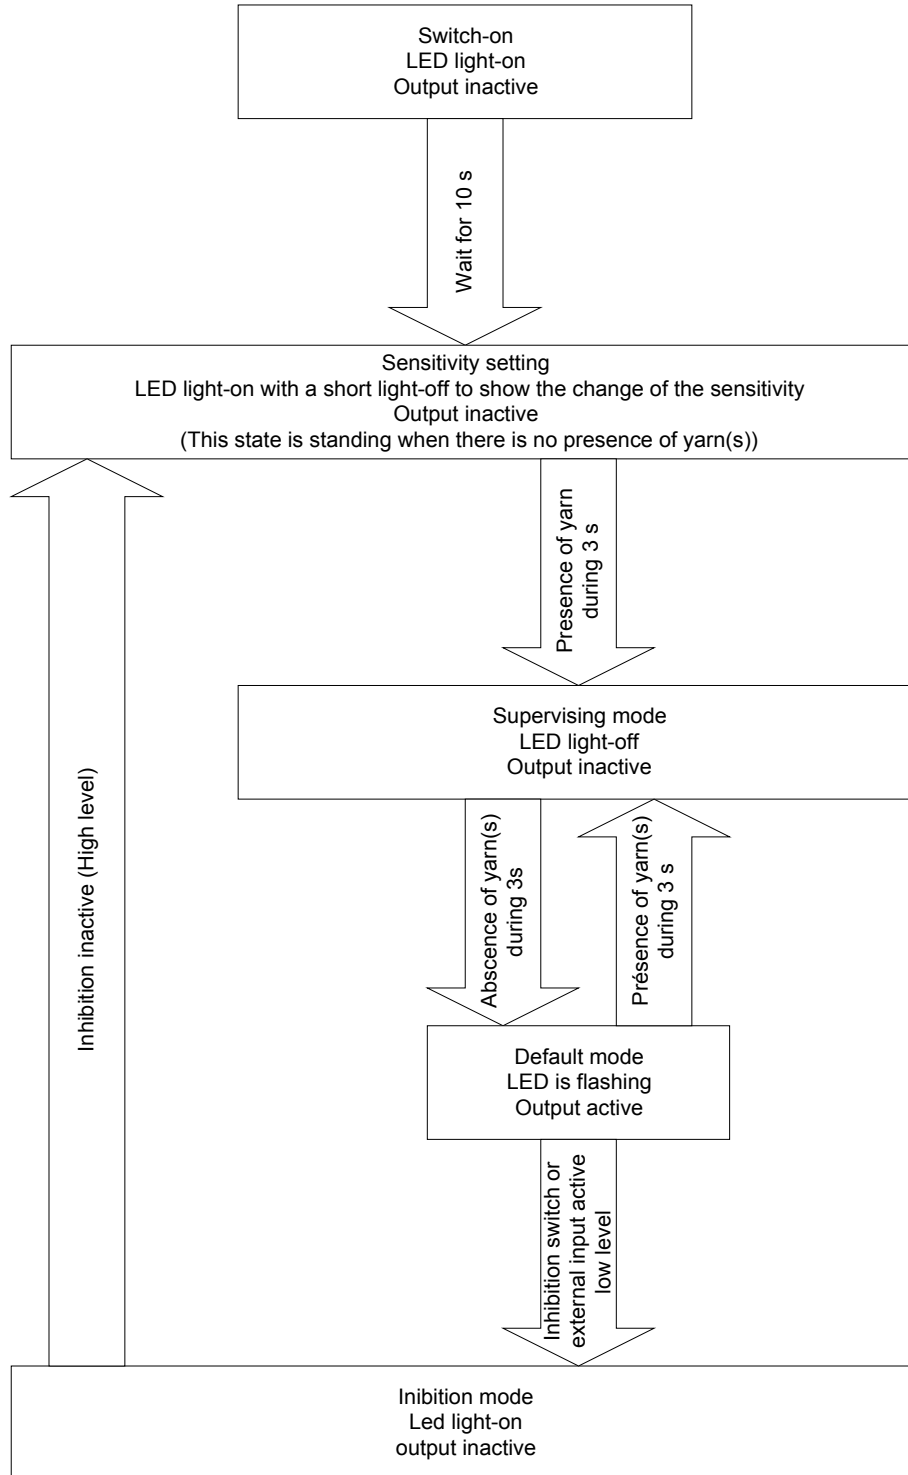 Switch-on
LED light-on
Output inactive
Wait for 10 s
Sensitivity setting
LED light-on with a short light-off to show the change of the sensitivity
Output inactive
(This state is standing when there is no presence of yarn(s))
Presence of yarn
during 3 s
Supervising mode
LED light-off
Output inactive
Inhibition inactive (High level)
Abscence of yarn(s)
during 3s
Présence of yarn(s)
during 3 s
Default mode
LED is flashing
Output active
Inhibition switch or
external input active
low level
Inibition mode
Led light-on
output inactive